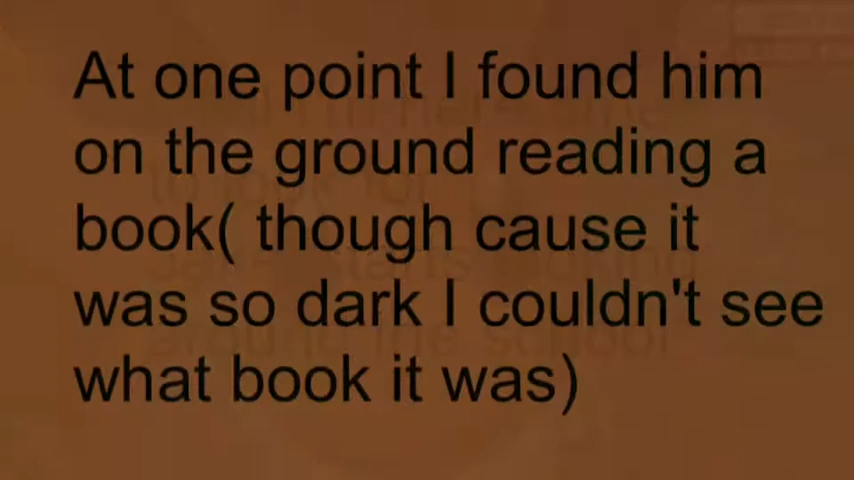 At one point I found him
on the ground reading a
book( though cause it
was so dark I couldn't see
what book it was)